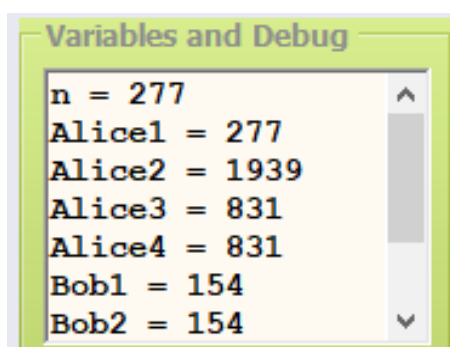 Variables and Debug
n = 277
Alice1 = 277
Alice2 = 1939
Alice3 = 831
Alice4 = 831
Bob1 = 154
Bob2 = 154